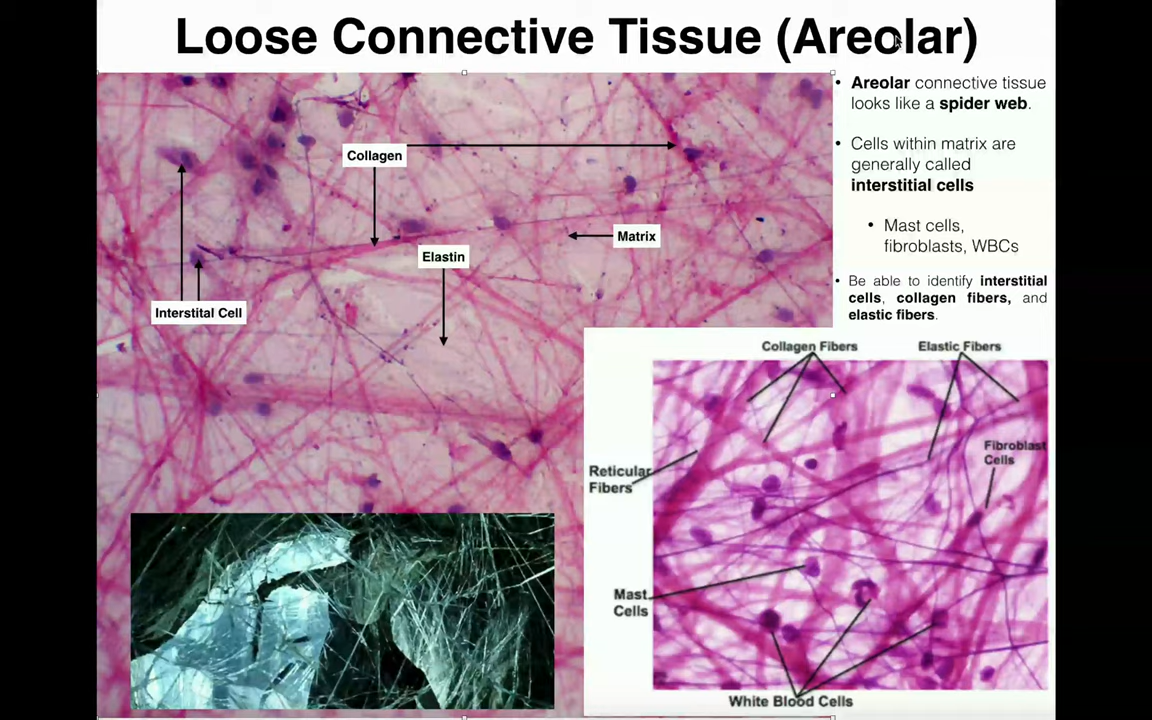 Loose Connective Tissue (Areolar)
• Areolar connective tissue
looks like a spider web.
• Cells within matrix are
generally called
interstitial cells
• Mast cells,
fibroblasts, WBCs
• Be able to identify interstitial
cells, collagen fibers, and
elastic fibers.
Collagen
Matrix
Elastin
Interstital Cell
Collagen Fibers
Elastic Fibers
Fibroblast
Cells
Reticular
Fibers
Mast
Cells
White Blood Cells